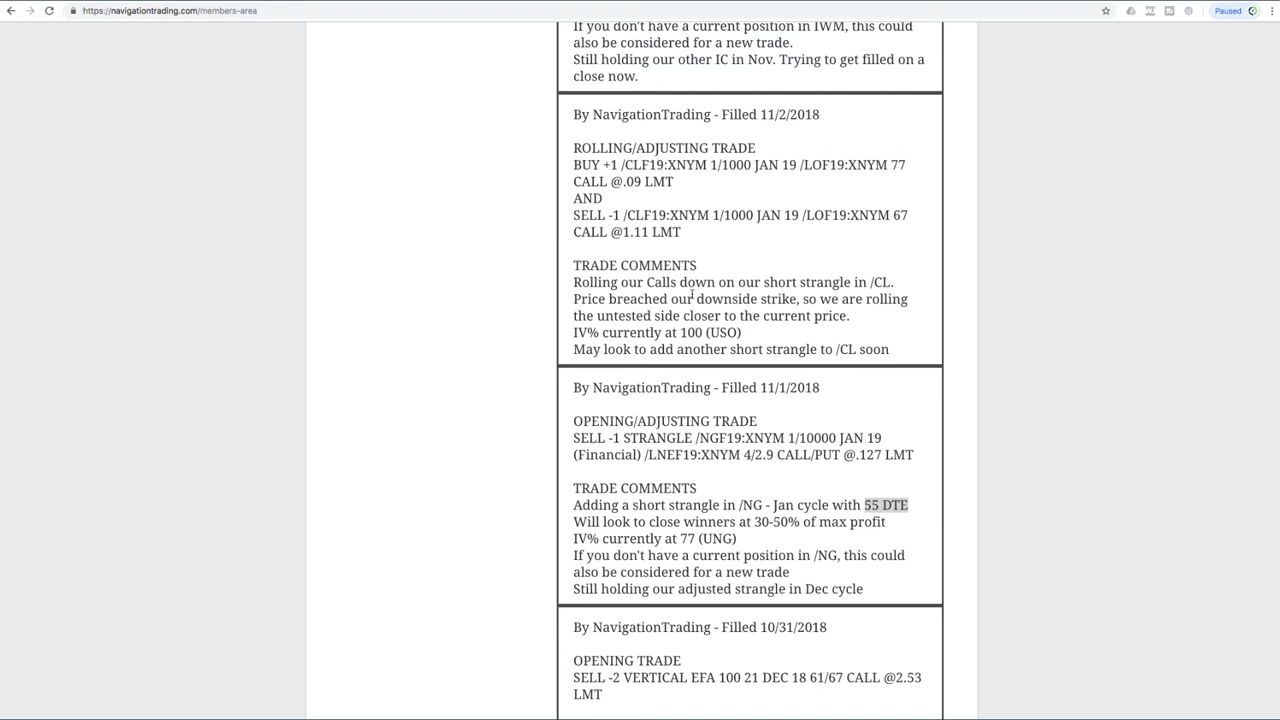 https://navigationtrading.com/members-area
Paused
If you don't have a current position in IWM, this could
also be considered for a new trade.
Still holding our other IC in Nov. Trying to get filled on a
close now.
By NavigationTrading - Filled 11/2/2018
ROLLING/ADJUSTING TRADE
BUY +1 /CLF19:XNYM 1/1000 JAN 19 /LOF19:XNYM 77
CALL @.09 LMT
AND
SELL -1 /CLF19:XNYM 1/1000 JAN 19 /LOF19:XNYM 67
CALL @1.11 LMT
TRADE COMMENTS
Rolling our Calls down on our short strangle in /CL.
Price breached our downside strike, so we are rolling
the untested side closer to the current price.
IV% currently at 100 (USO)
May look to add another short strangle to /CL soon
By NavigationTrading - Filled 11/1/2018
OPENING/ADJUSTING TRADE
SELL -1 STRANGLE /NGF19:XNYM 1/10000 JAN 19
(Financial) /LNEF19:XNYM 4/2.9 CALL/PUT @.127 LMT
TRADE COMMENTS
Adding a short strangle in /NG - Jan cycle with 55 DTE
Will look to close winners at 30-50% of max profit
IV% currently at 77 (UNG)
If you don't have a current position in /NG, this could
also be considered for a new trade
Still holding our adjusted strangle in Dec cycle
By NavigationTrading - Filled 10/31/2018
OPENING TRADE
SELL -2 VERTICAL EFA 100 21 DEC 18 61/67 CALL @2.53
LMT